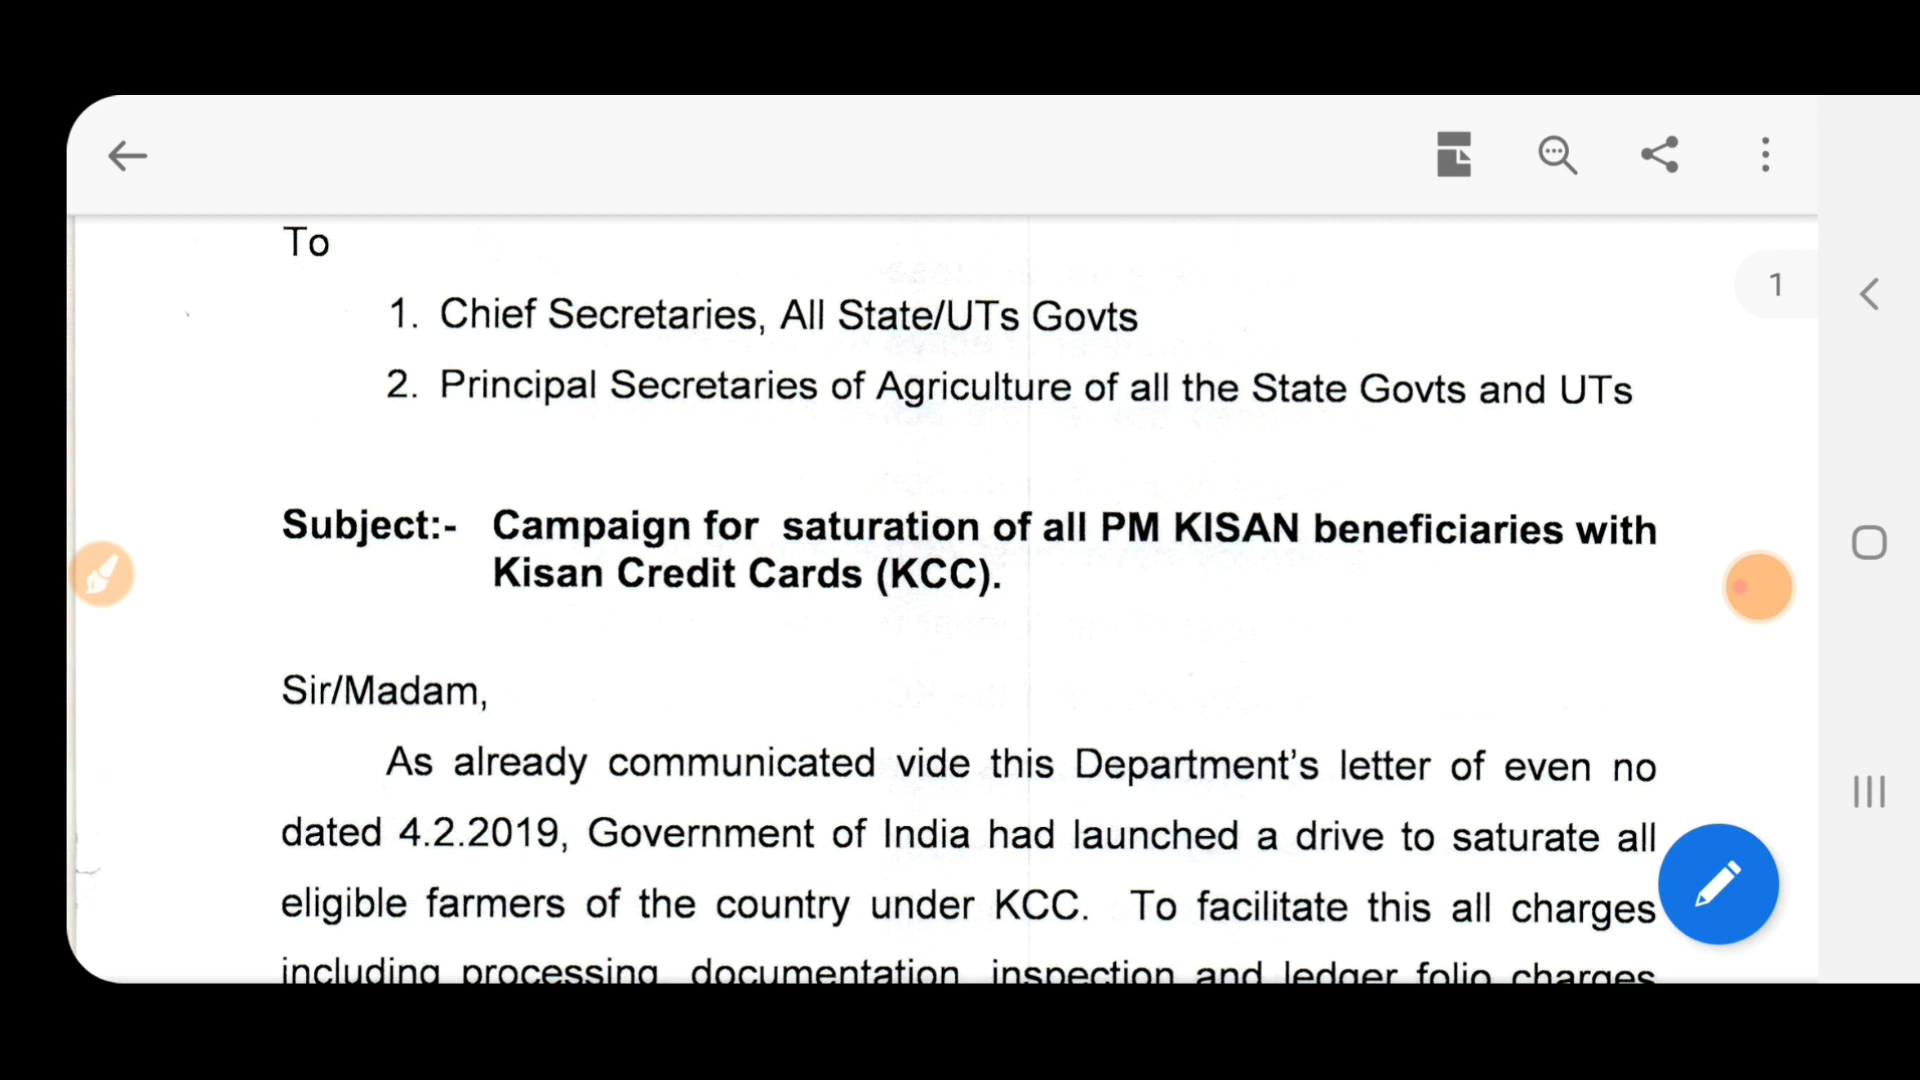 To
1
1. Chief Secretaries, All State/UTs Govts
2. Principal Secretaries of Agriculture of all the State Govts and UTs
Subject:- Campaign for saturation of all PM KISAN beneficiaries with
Kisan Credit Cards (KCC).
Sir/Madam,
As already communicated vide this Department's letter of even no
dated 4.2.2019, Government of India had launched a drive to saturate all
eligible farmers of the country under KCC. To facilitate this all charges
including processing, documentation, inspection and ledger folio charges